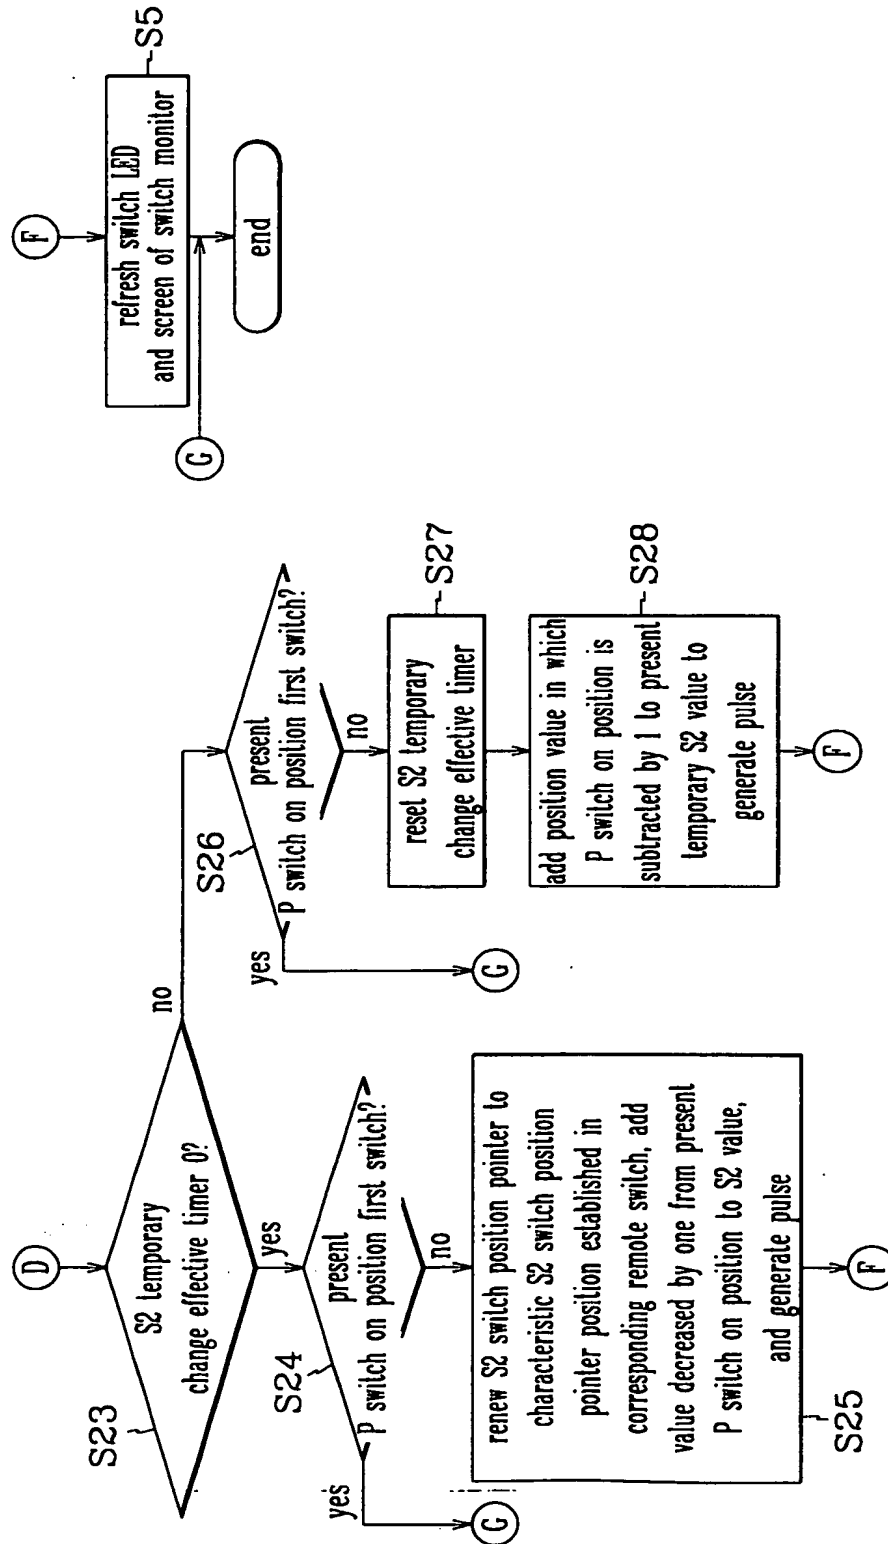 D
S2 temporary
change effective timer 0?
S23
yes
no
present
P switch on position first switch?
S24
yes
no
G
renew S2 switch position pointer to
characteristic S2 switch position
pointer position established in
corresponding remote switch, add
value decreased by one from present
P switch on position to S2 value,
and generate pulse
S25
F
present
P switch on position first switch?
S26
yes
no
G
reset S2 temporary
change effective timer
S27
add position value in which
P switch on position is
subtracted by 1 to present
temporary S2 value to
generate pulse
S28
F
F
refresh switch LED
and screen of switch monitor
S5
G
end